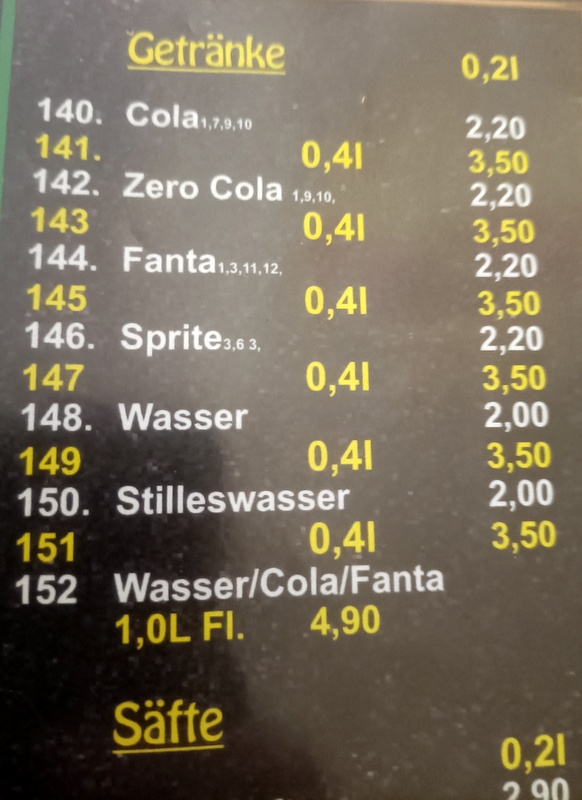 Getränke 0,2l
140. Cola1,7,9,10 2,20
141. 0,4l 3,50
142. Zero Cola 1,9,10, 2,20
143 0,4l 3,50
144. Fanta1,3,11,12, 2,20
145 0,4l 3,50
146. Sprite3,6 3, 2,20
147 0,4l 3,50
148. Wasser 2,00
149 0,4l 3,50
150. Stilleswasser 2,00
151 0,4l 3,50
152 Wasser/Cola/Fanta
1,0L Fl. 4,90
Säfte 0,2l
2,90